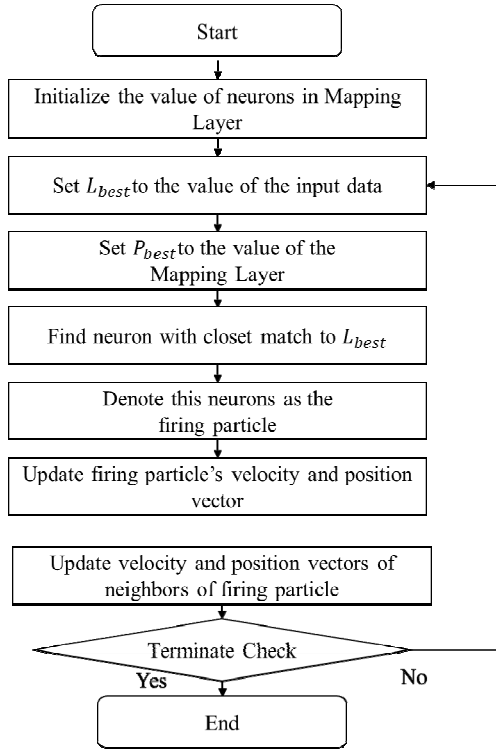 Start
Initialize the value of neurons in Mapping
Layer
Set L_best to the value of the input data
Set P_best to the value of the
Mapping Layer
Find neuron with closet match to L_best
Denote this neurons as the
firing particle
Update firing particle's velocity and position
vector
Update velocity and position vectors of
neighbors of firing particle
Terminate Check
Yes
No
End